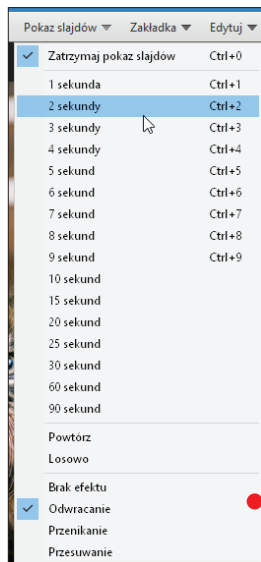 Pokaz slajdów Zakładka Edytuj
Zatrzymaj pokaz slajdów Ctrl+0
1 sekunda Ctrl+1
2 sekundy Ctrl+2
3 sekundy Ctrl+3
4 sekundy Ctrl+4
5 sekund Ctrl+5
6 sekund Ctrl+6
7 sekund Ctrl+7
8 sekund Ctrl+8
9 sekund Ctrl+9
10 sekund
15 sekund
20 sekund
25 sekund
30 sekund
60 sekund
90 sekund
Powtórz
Losowo
Brak efektu
Odwracanie
Przenikanie
Przesuwanie